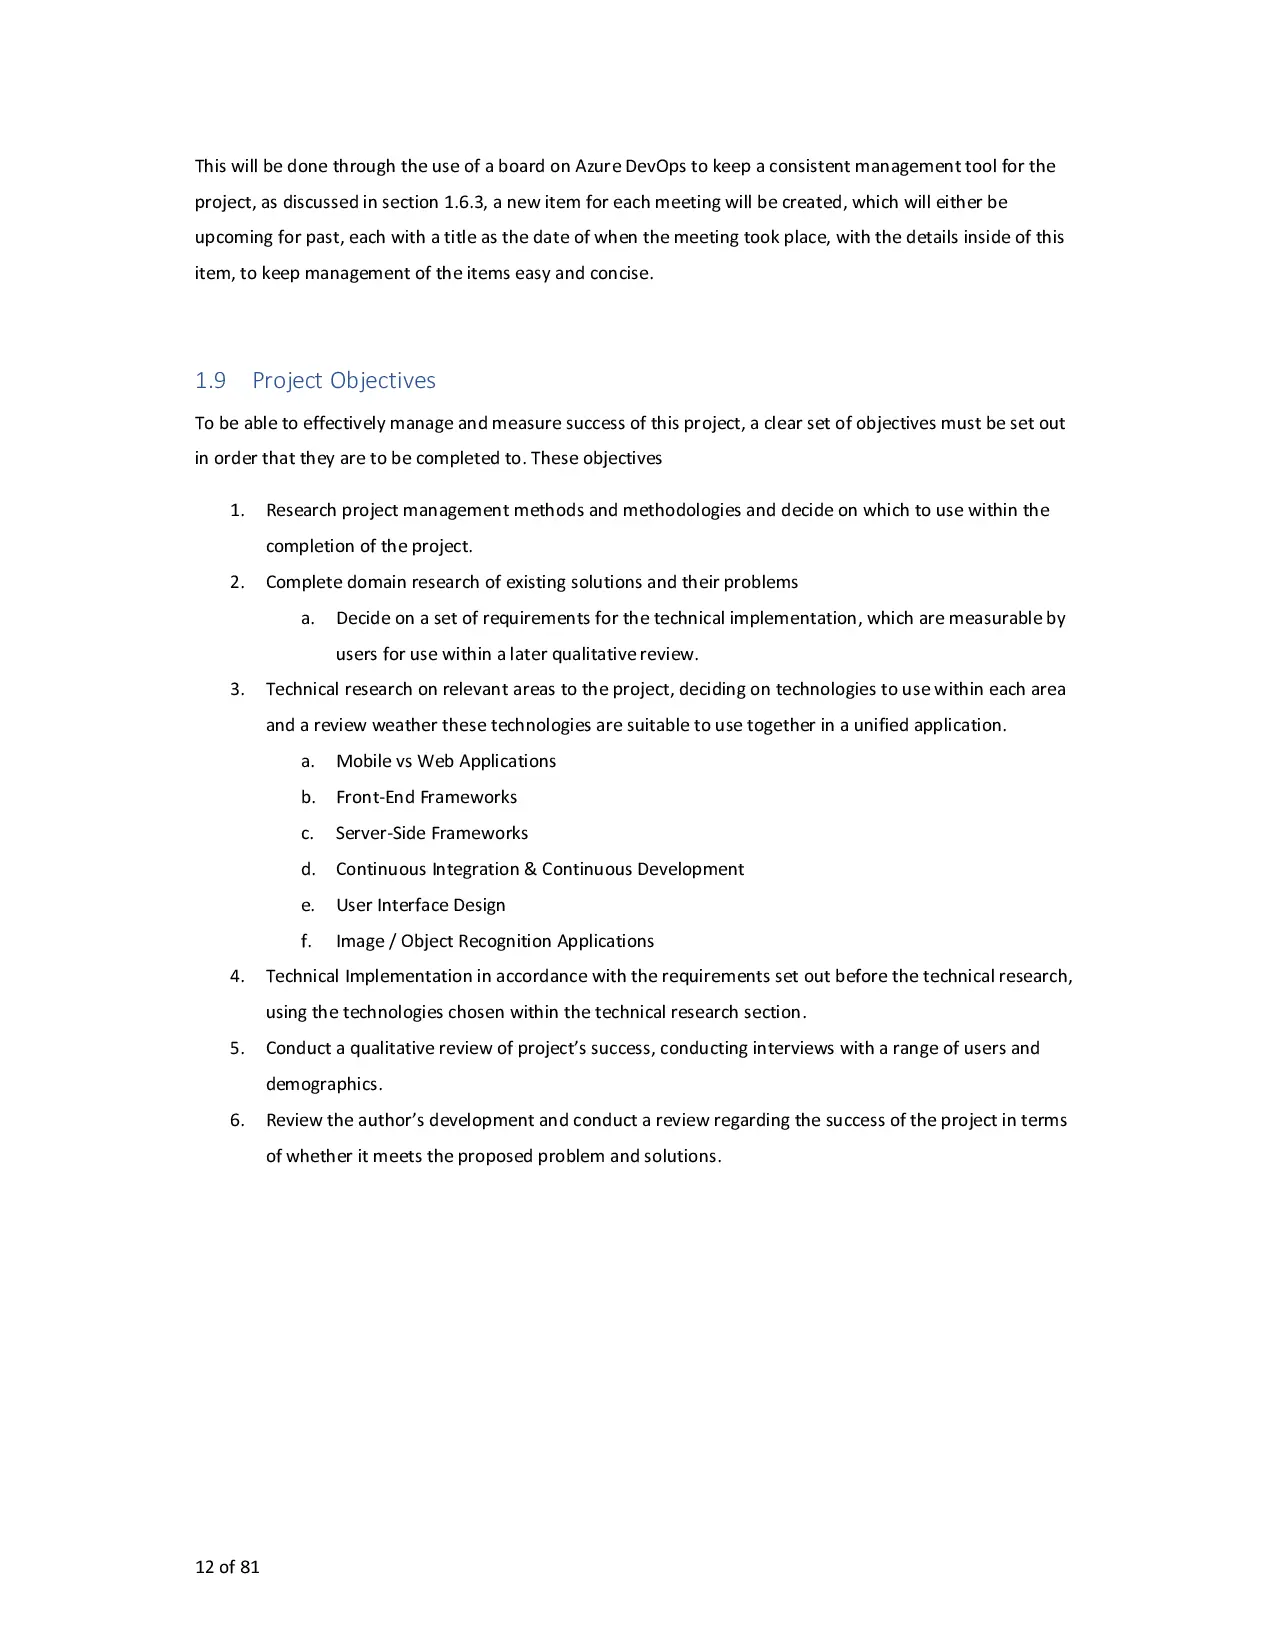 This will be done through the use of a board on Azure DevOps to keep a consistent management tool for the
project, as discussed in section 1.6.3, a new item for each meeting will be created, which will either be
upcoming for past, each with a title as the date of when the meeting took place, with the details inside of this
item, to keep management of the items easy and concise.
1.9 Project Objectives
To be able to effectively manage and measure success of this project, a clear set of objectives must be set out
in order that they are to be completed to. These objectives
1. Research project management methods and methodologies and decide on which to use within the
completion of the project.
2. Complete domain research of existing solutions and their problems
a. Decide on a set of requirements for the technical implementation, which are measurable by
users for use within a later qualitative review.
3. Technical research on relevant areas to the project, deciding on technologies to use within each area
and a review weather these technologies are suitable to use together in a unified application.
a. Mobile vs Web Applications
b. Front-End Frameworks
c. Server-Side Frameworks
d. Continuous Integration & Continuous Development
e. User Interface Design
f. Image / Object Recognition Applications
4. Technical Implementation in accordance with the requirements set out before the technical research,
using the technologies chosen within the technical research section.
5. Conduct a qualitative review of project’s success, conducting interviews with a range of users and
demographics.
6. Review the author’s development and conduct a review regarding the success of the project in terms
of whether it meets the proposed problem and solutions.
12 of 81